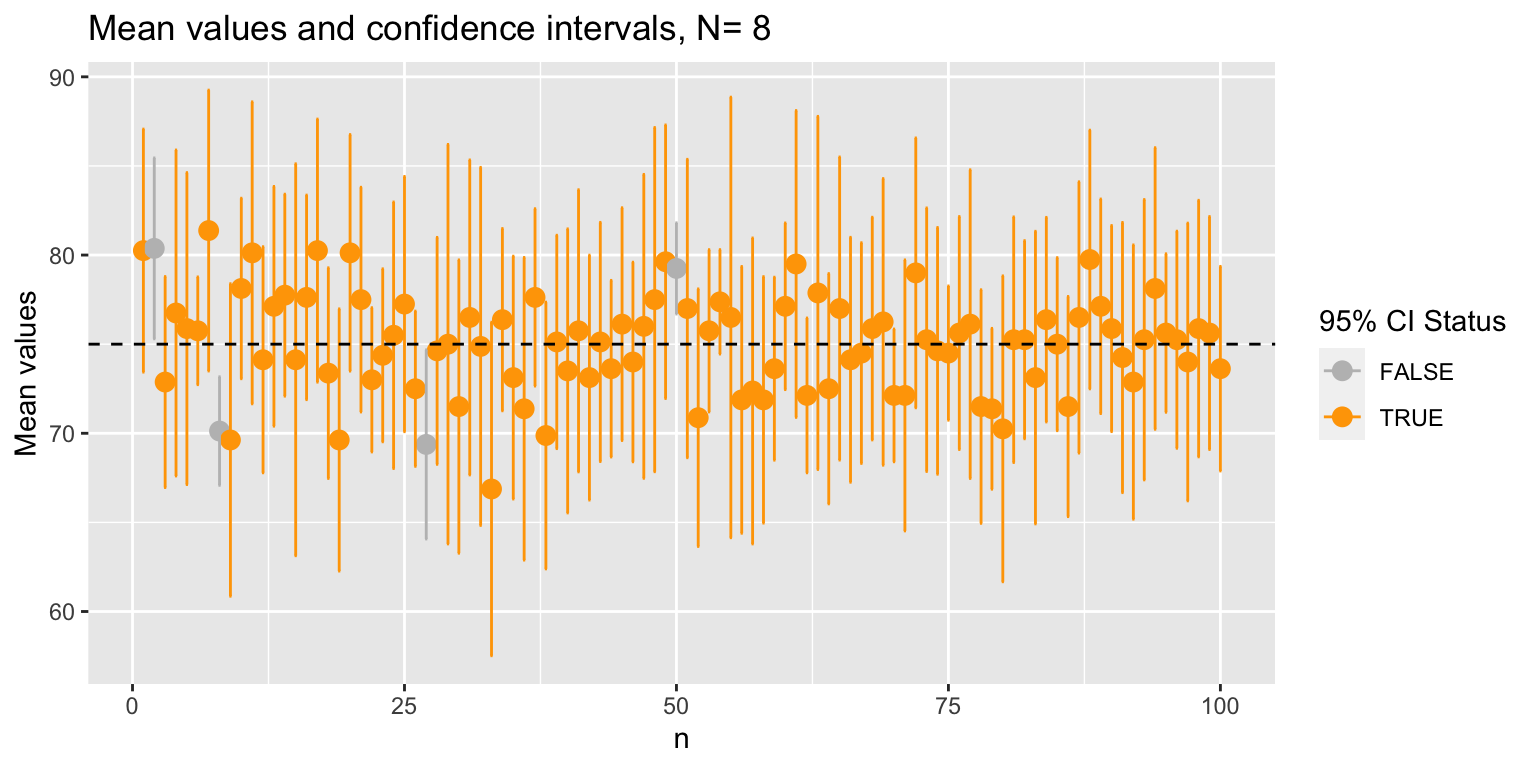 Mean values and confidence intervals, N= 8
90
80
70
60
Mean values
0
25
50
75
100
n
95% CI Status
FALSE
TRUE